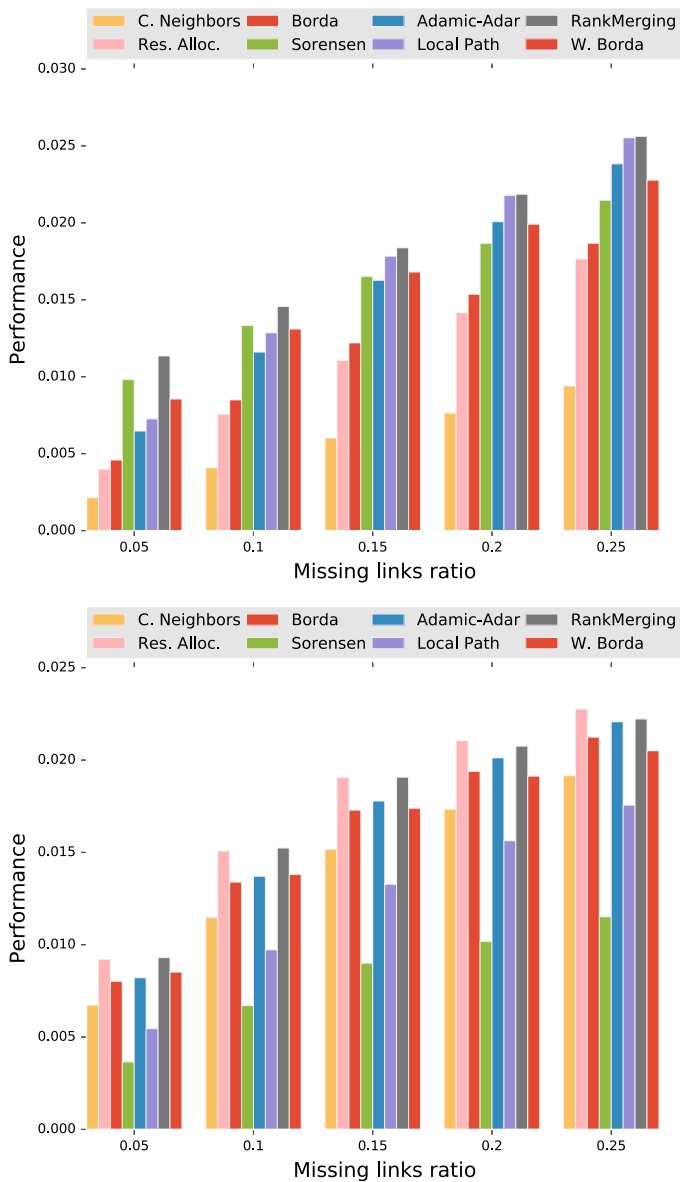 C. Neighbors Borda Adamic-Adar RankMerging
Res. Alloc. Sorensen Local Path W. Borda
0.030
0.025
0.020
0.015
0.010
0.005
0.000
Performance
0.05 0.1 0.15 0.2 0.25
Missing links ratio
C. Neighbors Borda Adamic-Adar RankMerging
Res. Alloc. Sorensen Local Path W. Borda
0.025
0.020
0.015
0.010
0.005
0.000
Performance
0.05 0.1 0.15 0.2 0.25
Missing links ratio